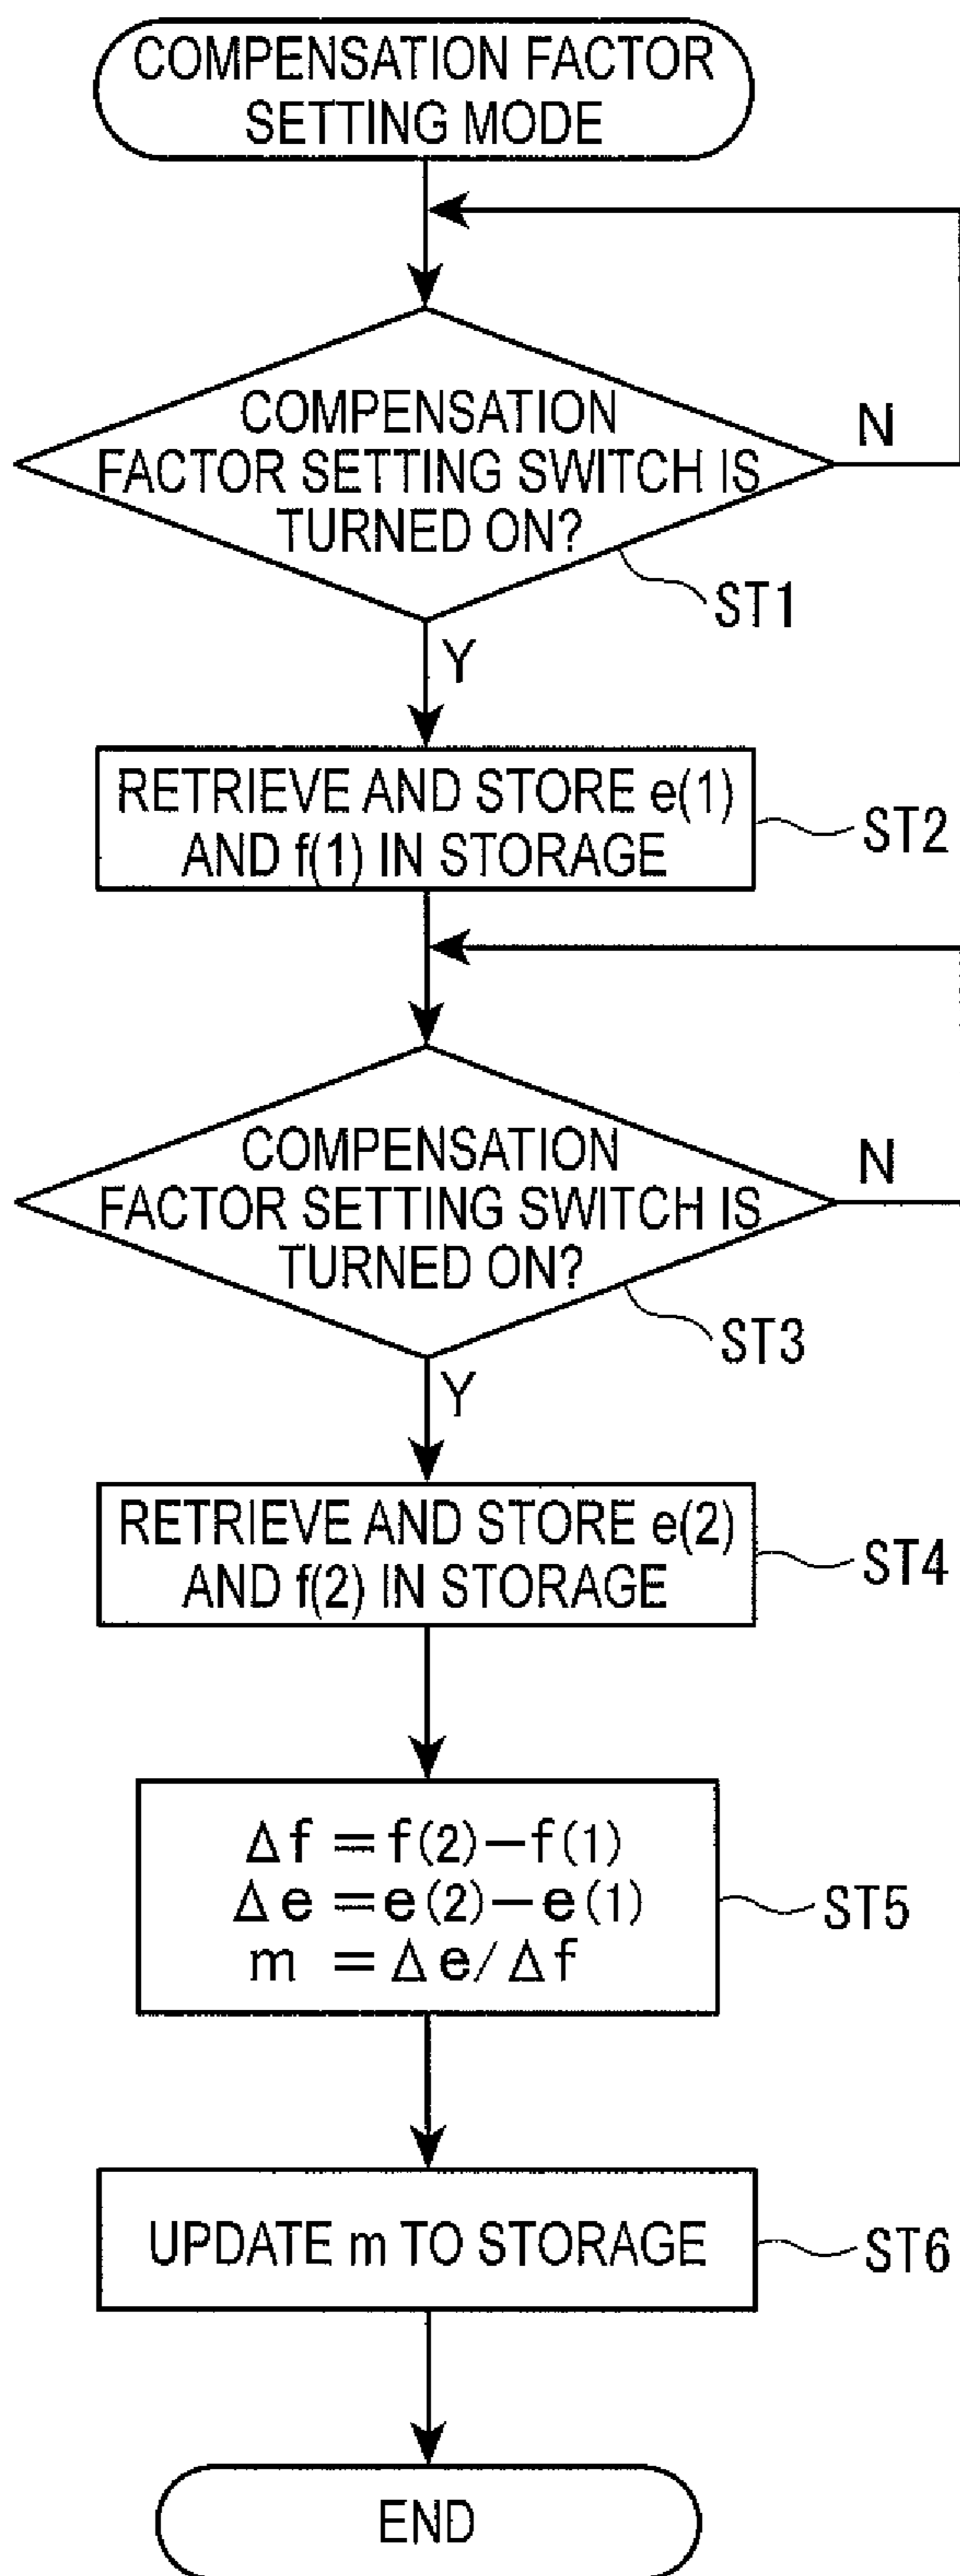 COMPENSATION FACTOR
SETTING MODE
COMPENSATION
FACTOR SETTING SWITCH IS
TURNED ON?
N
ST1
Y
RETRIEVE AND STORE e(1)
AND f(1) IN STORAGE
ST2
COMPENSATION
FACTOR SETTING SWITCH IS
TURNED ON?
N
ST3
Y
RETRIEVE AND STORE e(2)
AND f(2) IN STORAGE
ST4
Δf = f(2)−f(1)
Δe = e(2)−e(1)
m = Δe/Δf
ST5
UPDATE m TO STORAGE
ST6
END